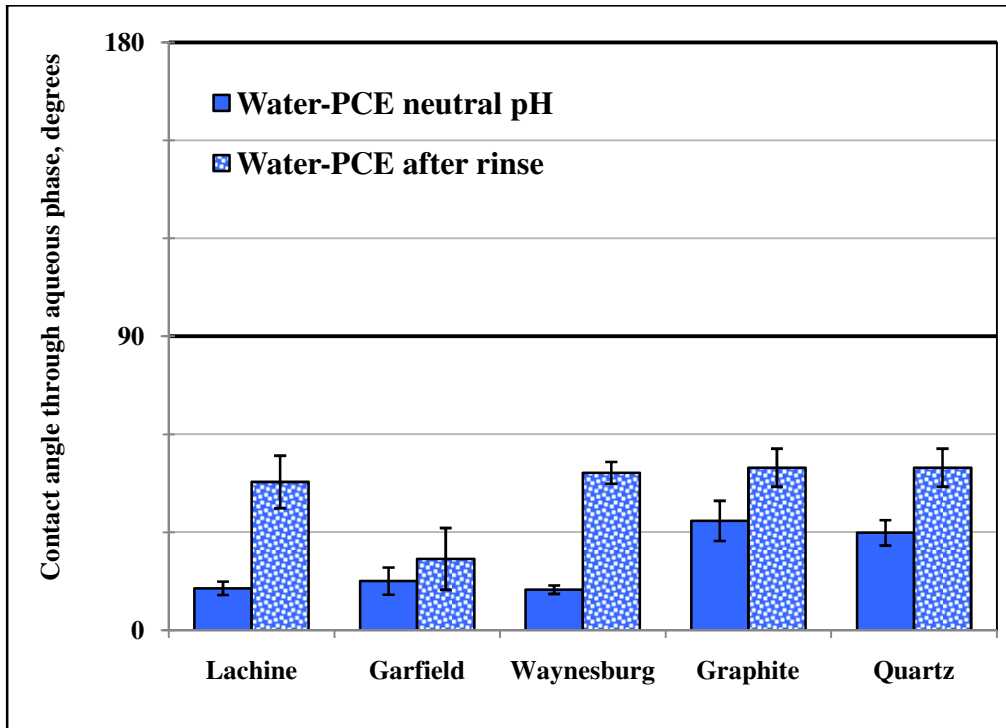 Contact angle through aqueous phase, degrees
180
90
0
Water-PCE neutral pH
Water-PCE after rinse
Lachine Garfield Waynesburg Graphite Quartz